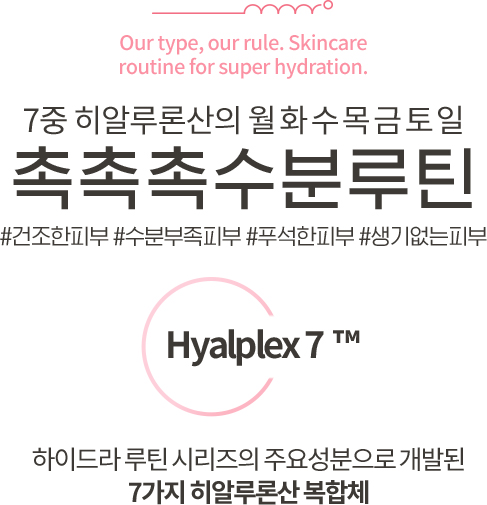 Our type, our rule. Skincare
routine for super hydration.
7중 히알루론산의 월화수목금토일
촉촉촉수분루틴
#건조한피부 #수분부족피부 #푸석한피부 #생기없는피부
Hyalplex 7 ™
하이드라 루틴 시리즈의 주요성분으로 개발된
7가지 히알루론산 복합체